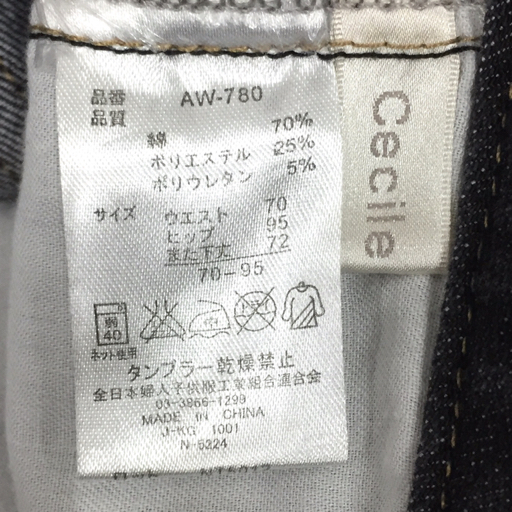 品番 AW-780
品質
綿 70%
ポリエステル 25%
ポリウレタン 5%
サイズ ウエスト 70
ヒップ 95
また下丈 72
70-95
弱
40
ネット使用
タンブラー乾燥禁止
全日本婦人子供服工業組合連合会
03-3866-1299
MADE IN CHINA
J-KG 1001
N-5224
Cecile